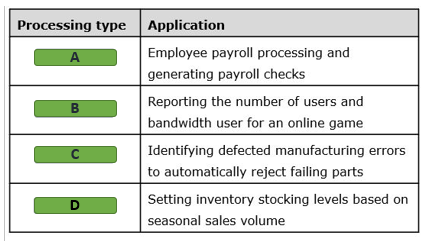 Processing type Application
A Employee payroll processing and
generating payroll checks
B Reporting the number of users and
bandwidth user for an online game
C Identifying defected manufacturing errors
to automatically reject failing parts
D Setting inventory stocking levels based on
seasonal sales volume